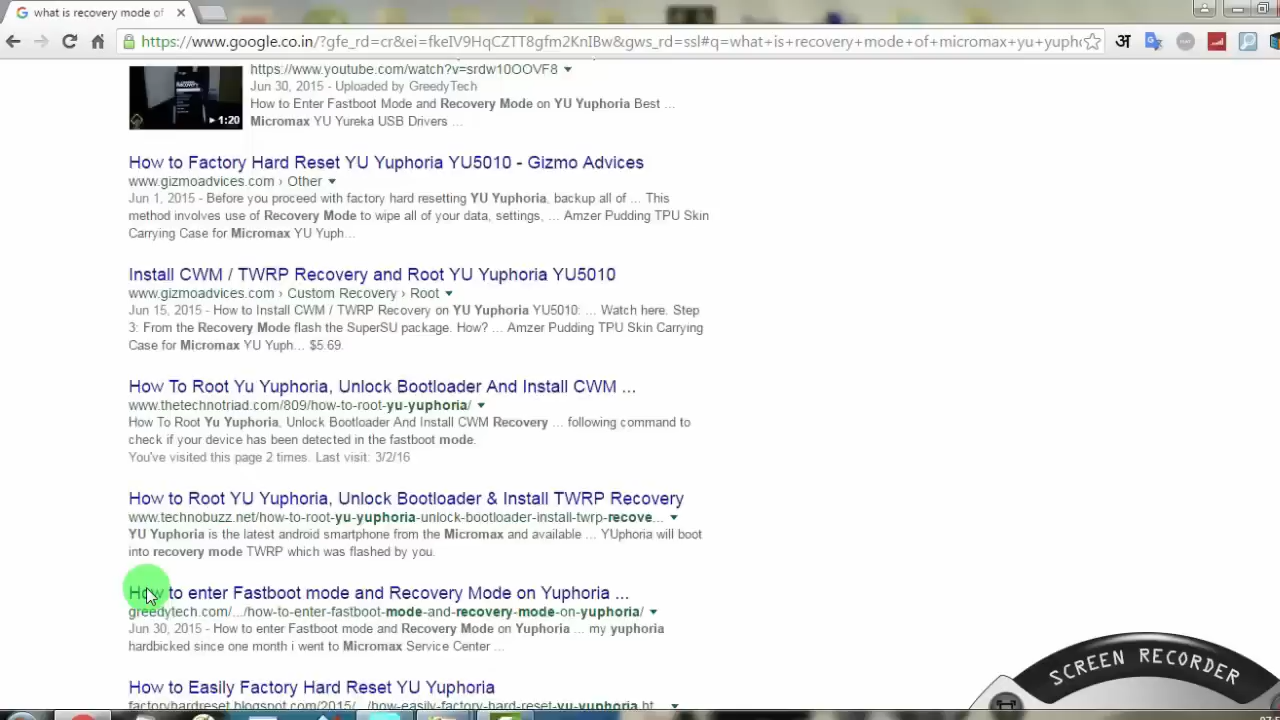 what is recovery mode of
https://www.google.co.in/?gfe_rd=cr&ei=fkeIV9HqCZTT8gfm2KnIBw&gws_rd=ssl#q=what+is+recovery+mode+of+micromax+yu+yupho
अ
https://www.youtube.com/watch?v=srdw10OOVF8
Jun 30, 2015 - Uploaded by GreedyTech
1:20
How to Enter Fastboot Mode and Recovery Mode on YU Yuphoria Best ...
Micromax YU Yureka USB Drivers ...
How to Factory Hard Reset YU Yuphoria YU5010 - Gizmo Advices
www.gizmoadvices.com › Other
Jun 1, 2015 - Before you proceed with factory hard resetting YU Yuphoria, backup all of ... This
method involves use of Recovery Mode to wipe all of your data, settings, ... Amzer Pudding TPU Skin
Carrying Case for Micromax YU Yuph...
Install CWM / TWRP Recovery and Root YU Yuphoria YU5010
www.gizmoadvices.com › Custom Recovery › Root
Jun 15, 2015 - How to Install CWM / TWRP Recovery on YU Yuphoria YU5010: ... Watch here. Step
3: From the Recovery Mode flash the SuperSU package. How? ... Amzer Pudding TPU Skin Carrying
Case for Micromax YU Yuph... $5.69.
How To Root Yu Yuphoria, Unlock Bootloader And Install CWM ...
www.thetechnotriad.com/809/how-to-root-yu-yuphoria/
How To Root Yu Yuphoria, Unlock Bootloader And Install CWM Recovery ... following command to
check if your device has been detected in the fastboot mode.
You've visited this page 2 times. Last visit: 3/2/16
How to Root YU Yuphoria, Unlock Bootloader & Install TWRP Recovery
www.technobuzz.net/how-to-root-yu-yuphoria-unlock-bootloader-install-twrp-recove...
YU Yuphoria is the latest android smartphone from the Micromax and available ... YUphoria will boot
into recovery mode TWRP which was flashed by you.
How to enter Fastboot mode and Recovery Mode on Yuphoria ...
greedytech.com/.../how-to-enter-fastboot-mode-and-recovery-mode-on-yuphoria/
Jun 30, 2015 - How to enter Fastboot mode and Recovery Mode on Yuphoria ... my yuphoria
hardbicked since one month i went to Micromax Service Center ...
SCREEN RECORDER
How to Easily Factory Hard Reset YU Yuphoria
factoryhardreset.blogspot.com/2015/.../how-easily-factory-hard-reset-yu-yuphoria.ht...